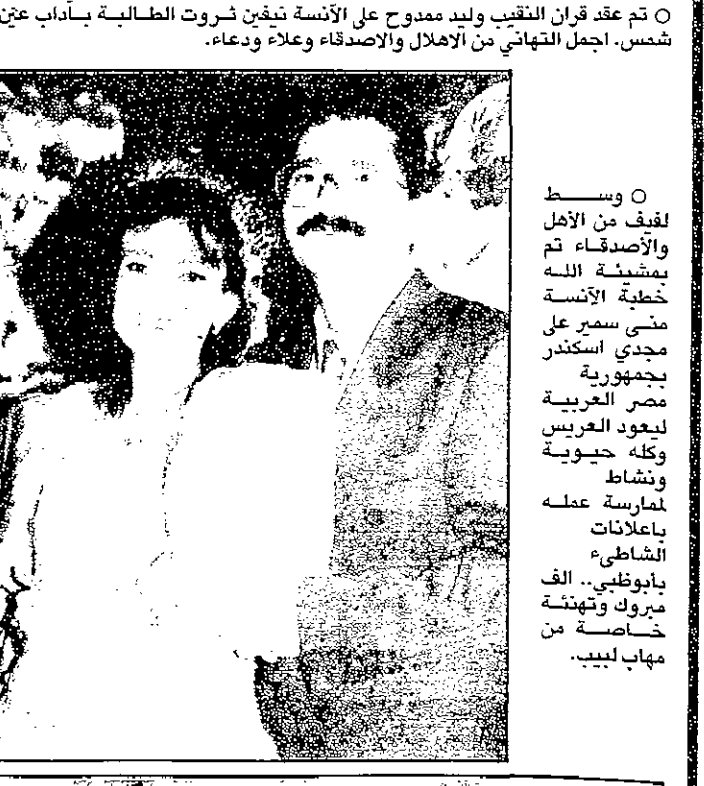 ○ تم عقد قران النقيب وليد ممدوح على الآنسة نيفين ثروت الطالبة بآداب عين
شمس. اجمل التهاني من الاهلال والاصدقاء وعلاء ودعاء.
○ وسط
لفيف من الأهل
والأصدقاء تم
بمشيئة الله
خطبة الآنسة
منى سمير على
مجدي اسكندر
بجمهورية
مصر العربية
ليعود العريس
وكله حيوية
ونشاط
لممارسة عمله
باعلانات
الشاطىء
بأبوظبي.. الف
مبروك وتهنئة
خاصة من
مهاب لبيب.